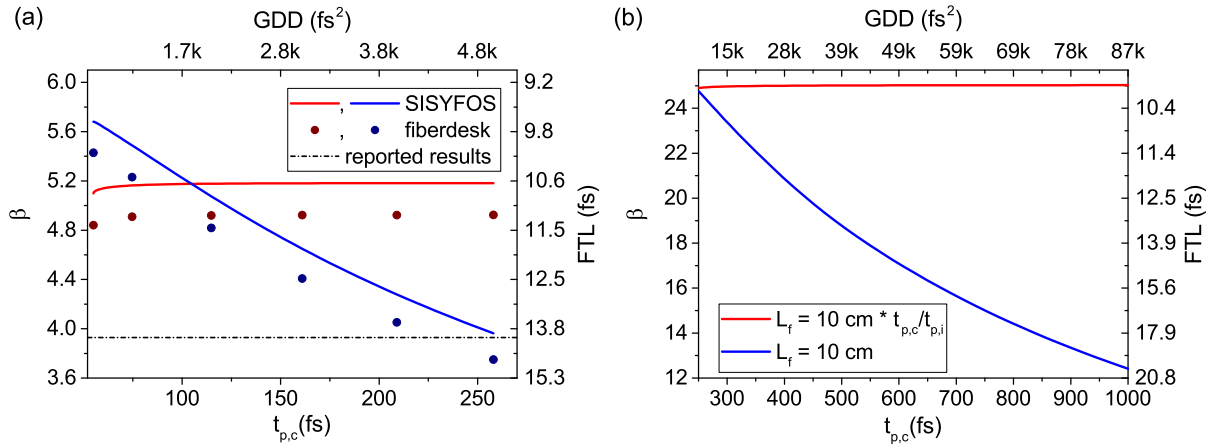 (a)
GDD (fs²)
1.7k 2.8k 3.8k 4.8k
6.0
5.6
5.2
4.8
4.4
4.0
3.6
β
, SISYFOS
, fiberdesk
reported results
9.2
9.8
10.6
11.5
12.5
13.8
15.3
FTL (fs)
100 150 200 250
t_p,c(fs)
(b)
GDD (fs²)
15k 28k 39k 49k 59k 69k 78k 87k
24
22
20
18
16
14
12
β
L_f = 10 cm * t_p,c/t_p,i
L_f = 10 cm
10.4
11.4
12.5
13.9
15.6
17.9
20.8
FTL (fs)
300 400 500 600 700 800 900 1000
t_p,c(fs)